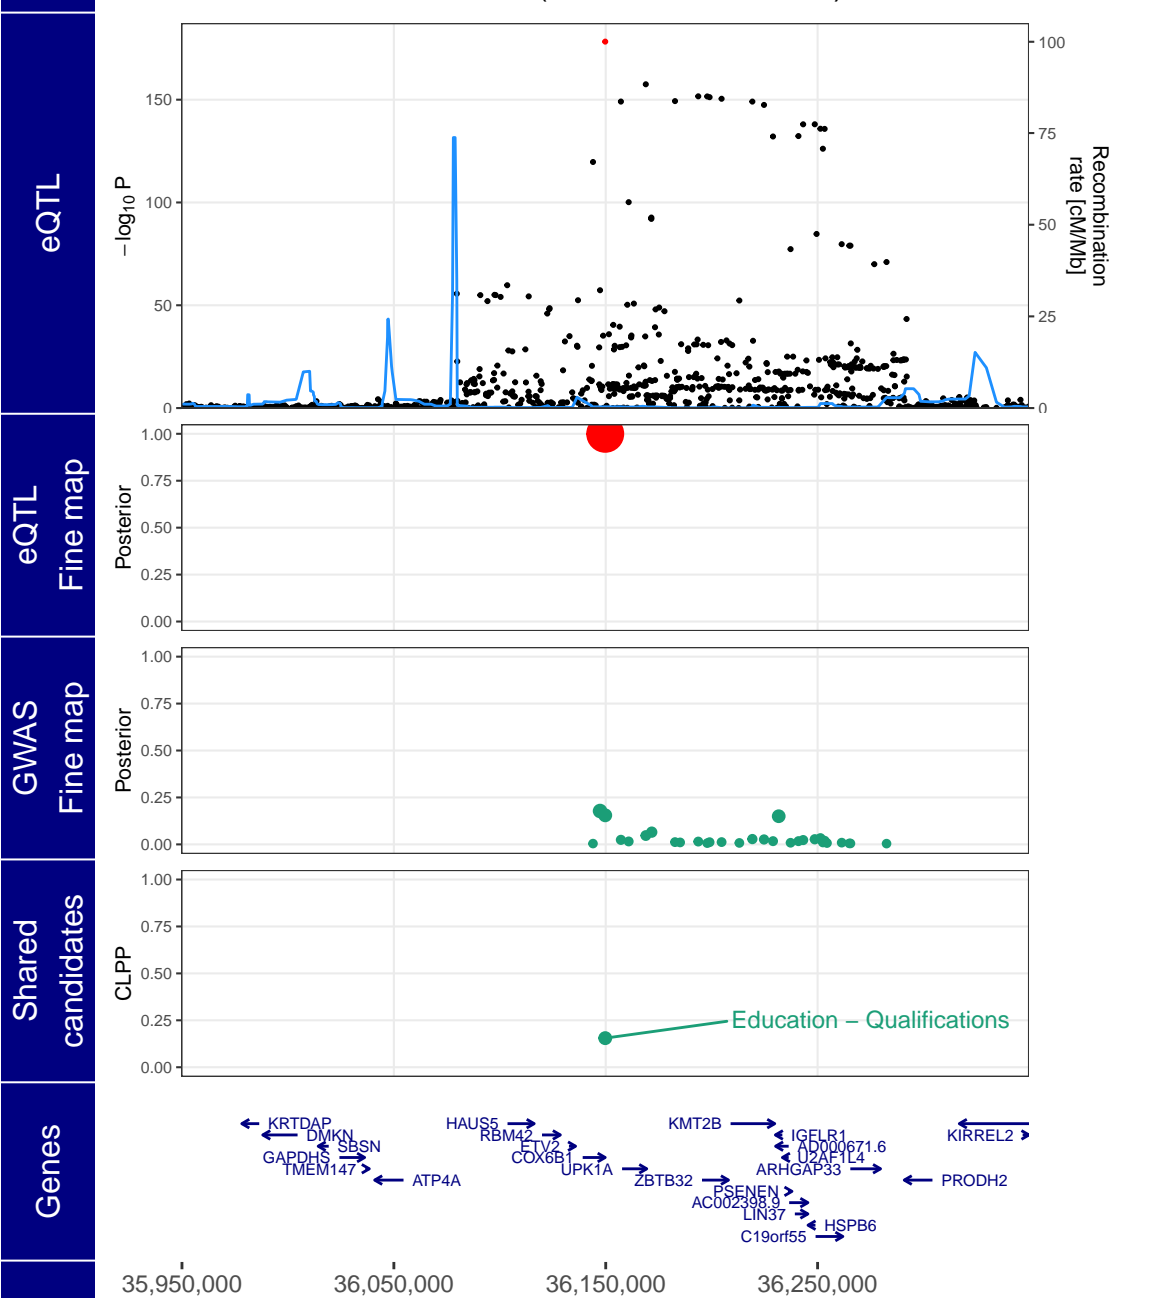 eQTL
− log10 P
150
100
50
0
100
75
50
25
0
Recombination
rate [cM/Mb]
eQTL
Fine map
Posterior
1.00
0.75
0.50
0.25
0.00
GWAS
Fine map
Posterior
1.00
0.75
0.50
0.25
0.00
Shared
candidates
CLPP
1.00
0.75
0.50
0.25
0.00
Education − Qualifications
Genes
KRTDAP
HAUS5
KMT2B
DMKN
RBM42
IGFLR1
KIRREL2
SBSN
ETV2
AD000671.6
GAPDHS
COX6B1
U2AF1L4
TMEM147
UPK1A
ARHGAP33
ATP4A
ZBTB32
PRODH2
PSENEN
AC002398.9
LIN37
HSPB6
C19orf55
35,950,000
36,050,000
36,150,000
36,250,000